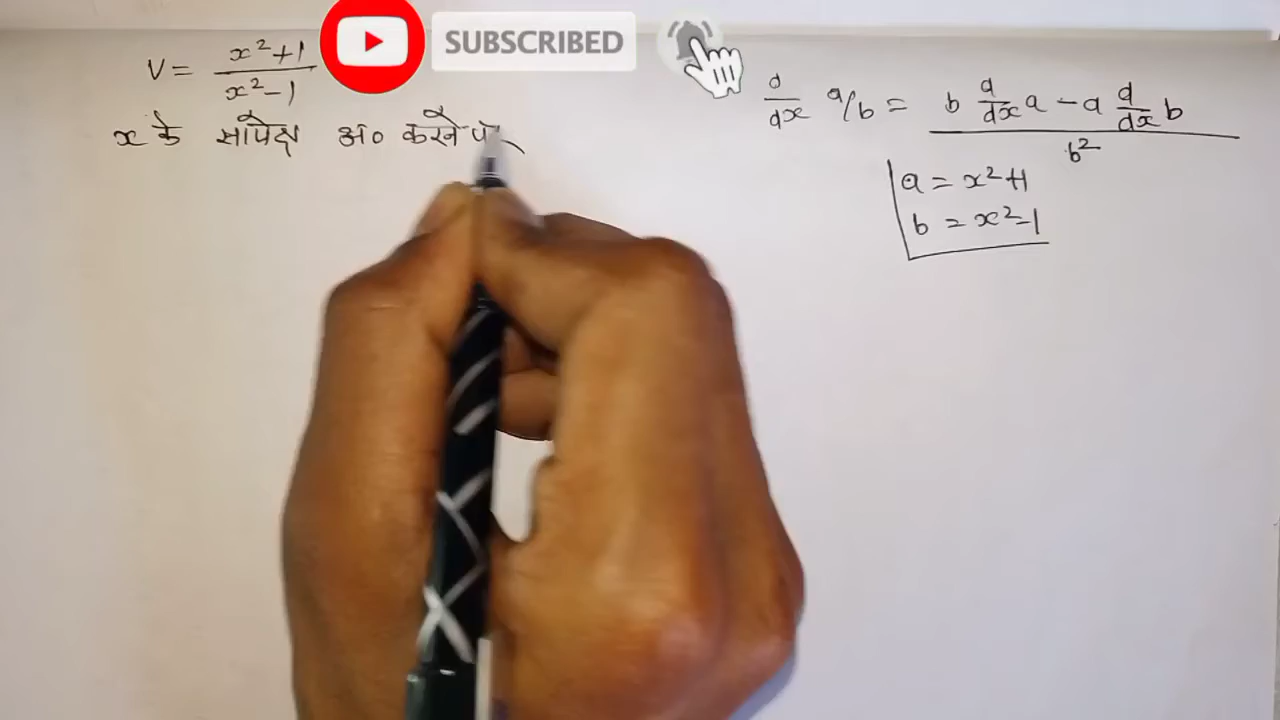 v = (x²+1)/(x²-1)
SUBSCRIBED
x के सापेक्ष अ० करने पर
d/dx a/b = (b d/dx a - a d/dx b)/b²
a = x²+1
b = x²-1